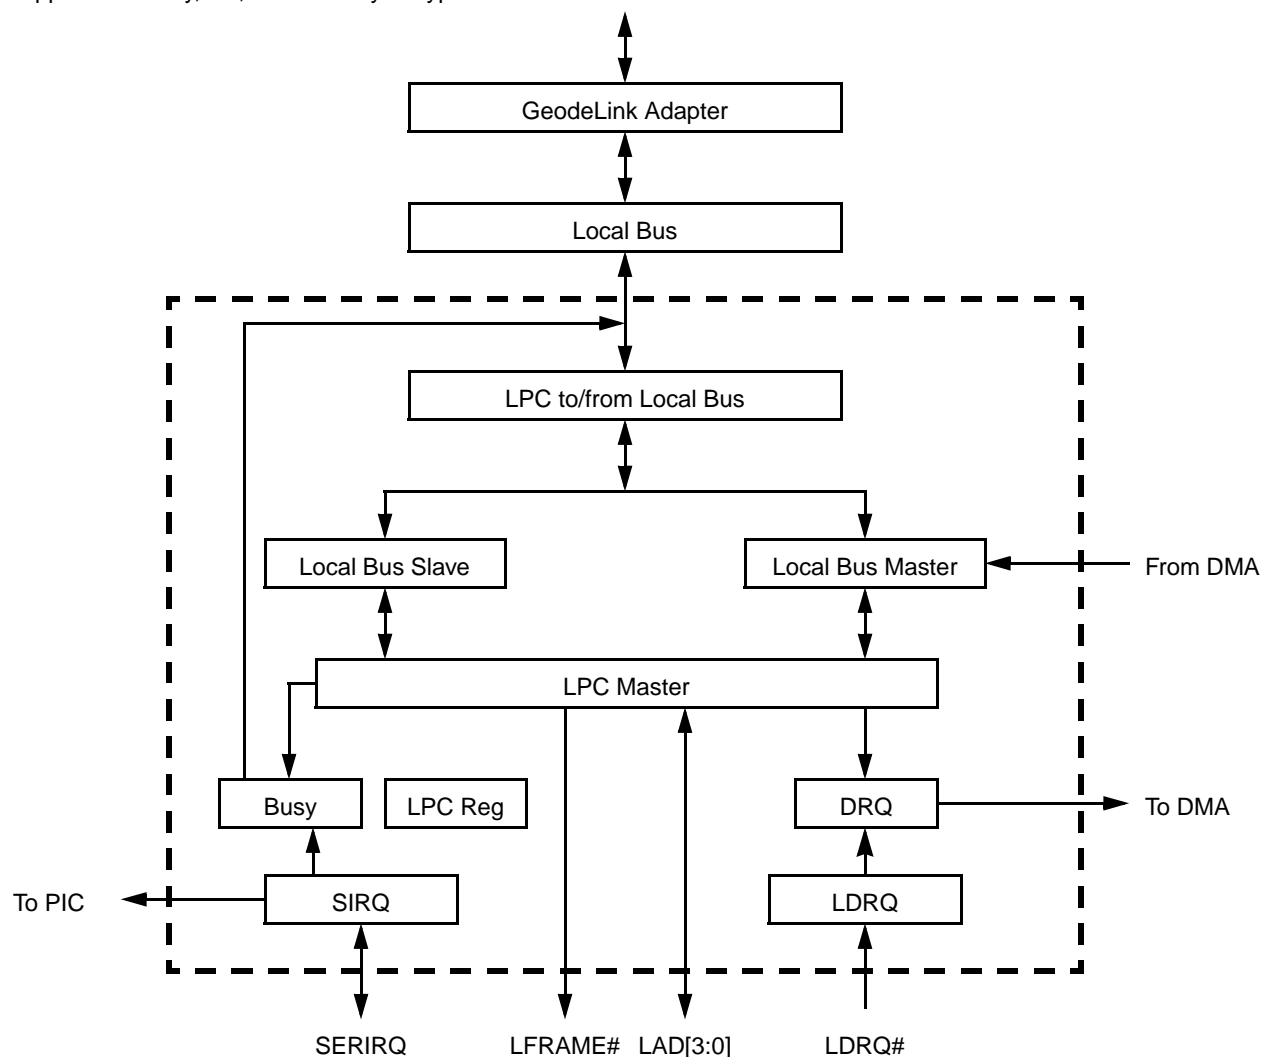 GeodeLink Adapter
Local Bus
LPC to/from Local Bus
Local Bus Slave
Local Bus Master
From DMA
LPC Master
Busy
LPC Reg
DRQ
To DMA
To PIC
SIRQ
LDRQ
SERIRQ
LFRAME#
LAD[3:0]
LDRQ#